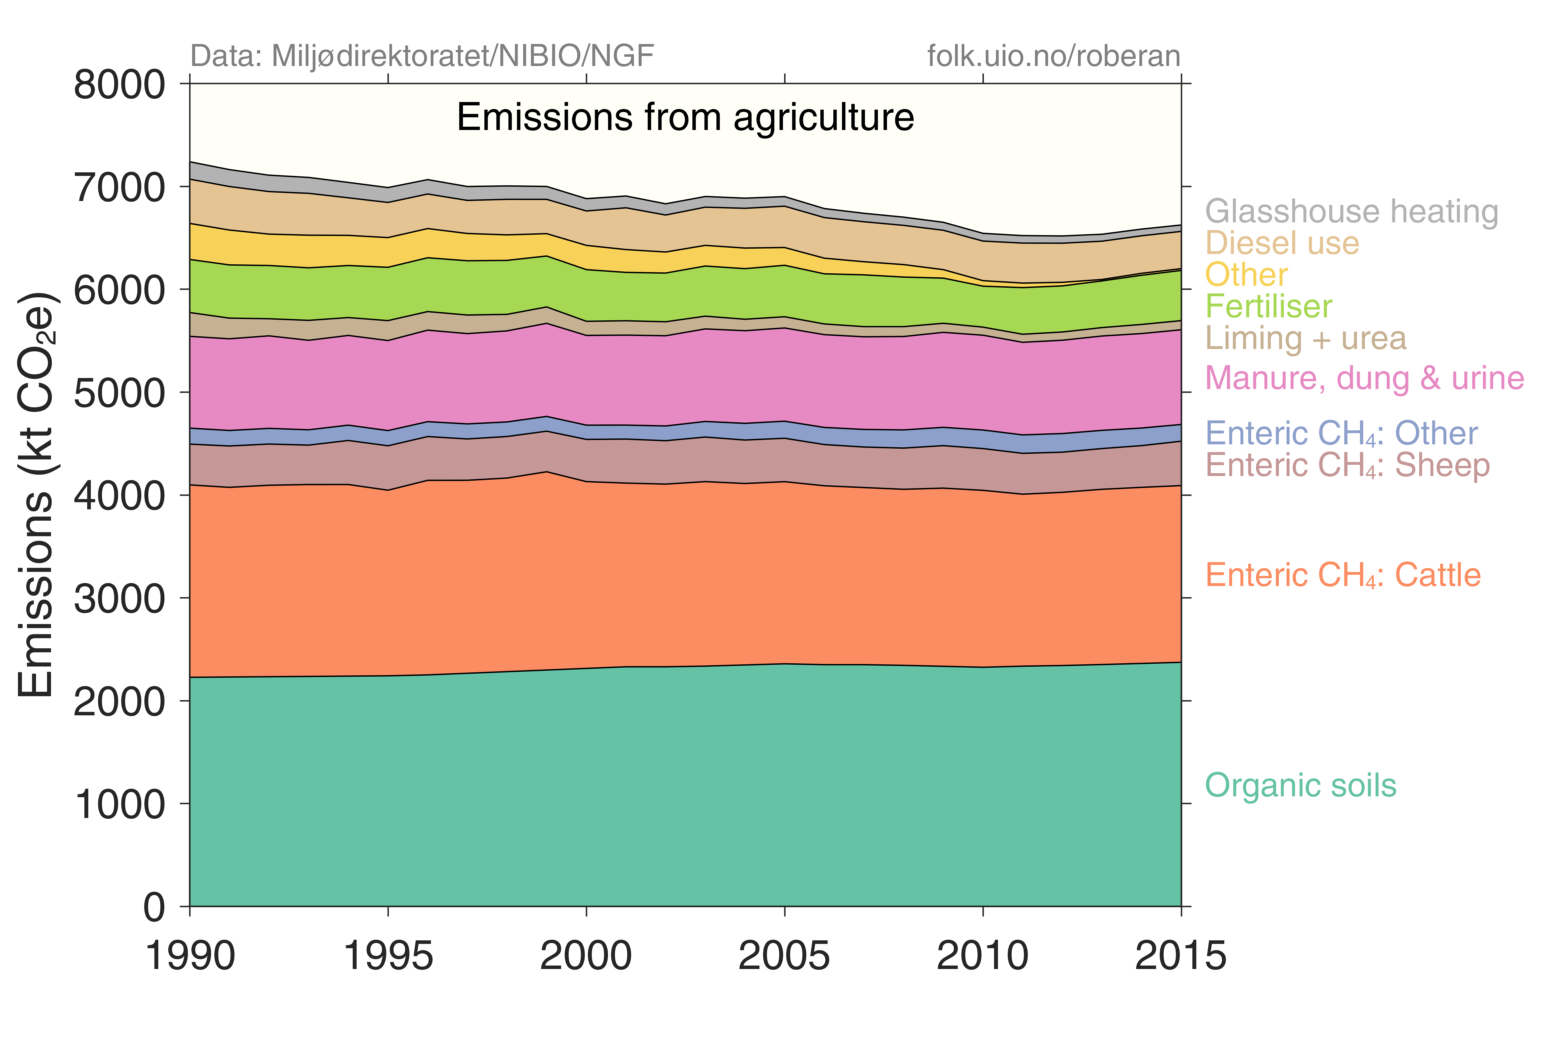 Data: Miljødirektoratet/NIBIO/NGF
folk.uio.no/roberan
Emissions from agriculture
Emissions (kt CO₂e)
8000
7000
6000
5000
4000
3000
2000
1000
0
1990 1995 2000 2005 2010 2015
Glasshouse heating
Diesel use
Other
Fertiliser
Liming + urea
Manure, dung & urine
Enteric CH₄: Other
Enteric CH₄: Sheep
Enteric CH₄: Cattle
Organic soils